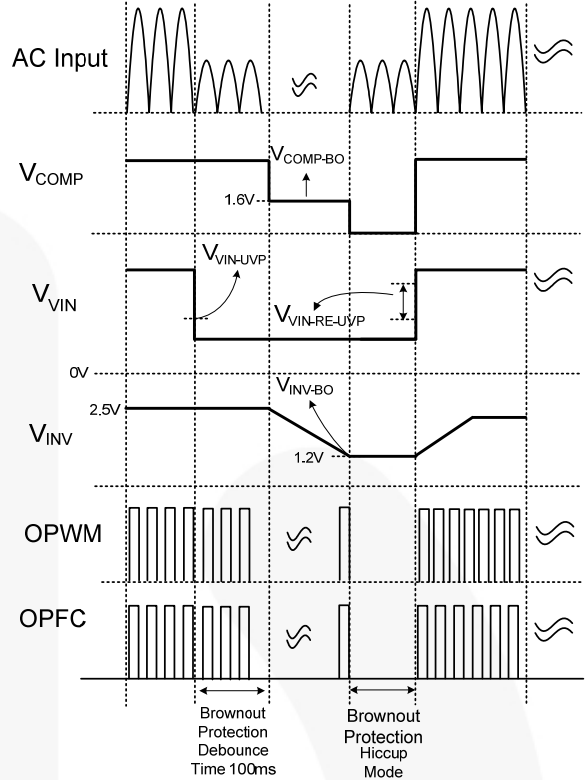 AC Input
VCOMP
VCOMP-BO
1.6V
VVIN-UVP
VVIN
VVIN-RE-UVP
0V
VINV-BO
2.5V
VINV
1.2V
OPWM
OPFC
Brownout
Protection
Debounce
Time 100ms
Brownout
Protection
Hiccup
Mode